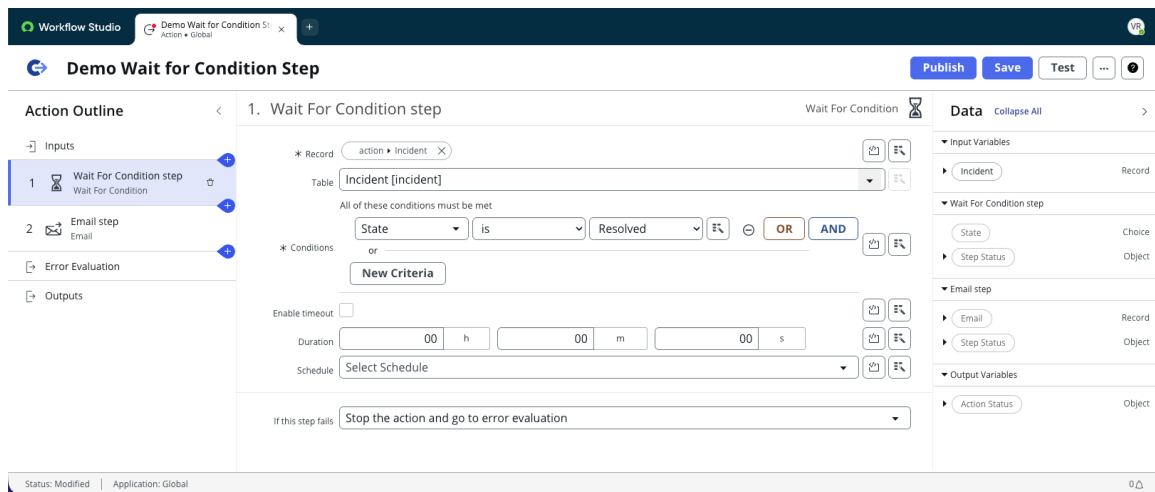 Workflow Studio
Demo Wait for Condition St
Action • Global
VR
Demo Wait for Condition Step
Publish
Save
Test
Action Outline
Inputs
1
Wait For Condition step
Wait For Condition
2
Email step
Email
Error Evaluation
Outputs
1. Wait For Condition step
Wait For Condition
* Record
action ▸ Incident
Table
Incident [incident]
All of these conditions must be met
* Conditions
State
is
Resolved
OR
AND
or
New Criteria
Enable timeout
Duration
00 h
00 m
00 s
Schedule
Select Schedule
If this step fails
Stop the action and go to error evaluation
Data Collapse All
Input Variables
Incident Record
Wait For Condition step
State Choice
Step Status Object
Email step
Email Record
Step Status Object
Output Variables
Action Status Object
Status: Modified | Application: Global
0